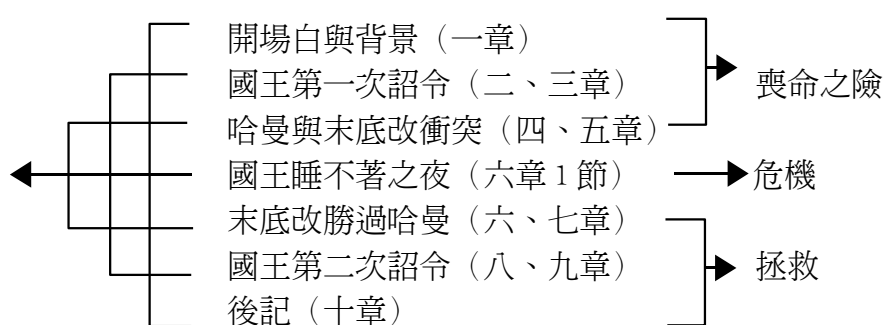 開場白與背景（一章）
國王第一次詔令（二、三章） 喪命之險
哈曼與末底改衝突（四、五章）
國王睡不著之夜（六章 1 節） 危機
末底改勝過哈曼（六、七章）
國王第二次詔令（八、九章） 拯救
後記（十章）